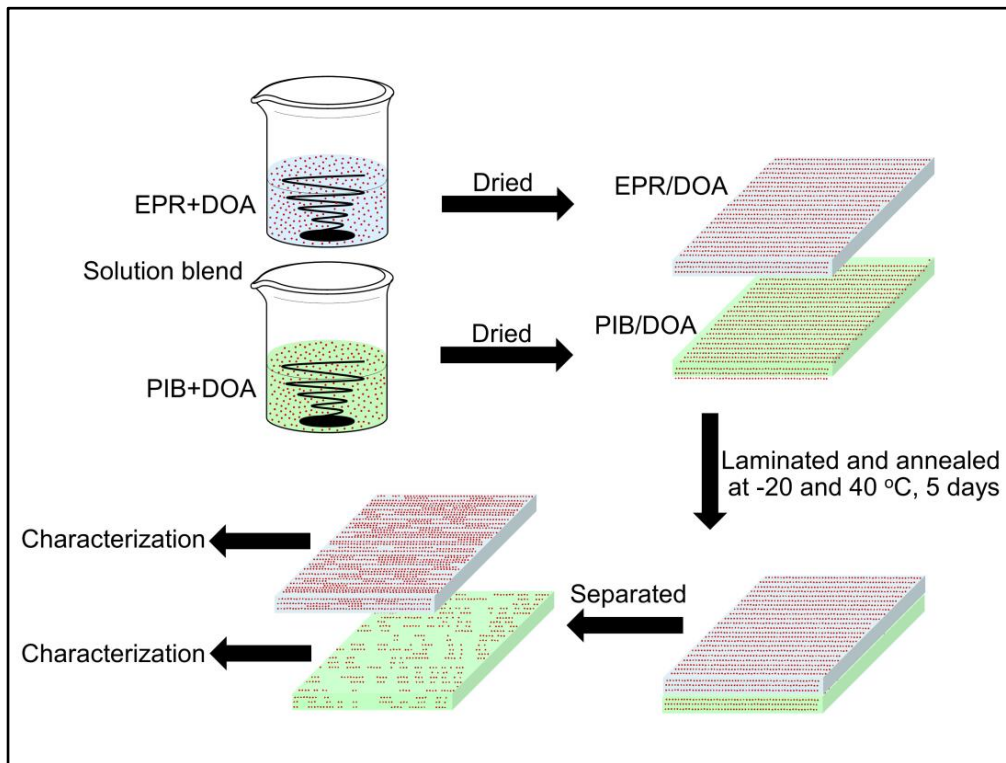 EPR+DOA
Dried
EPR/DOA
Solution blend
PIB+DOA
Dried
PIB/DOA
Laminated and annealed
at -20 and 40 ºC, 5 days
Characterization
Separated
Characterization